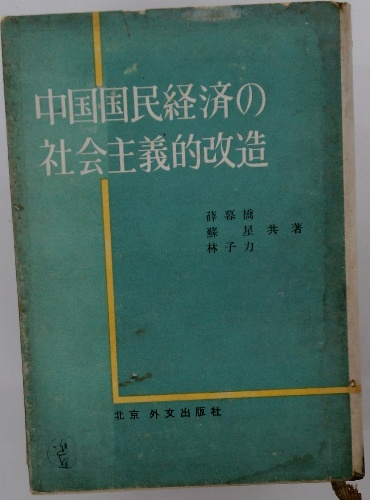 中国国民経済の
社会主義的改造
薛暮橋
蘇星共著
林子力
北京 外文出版社